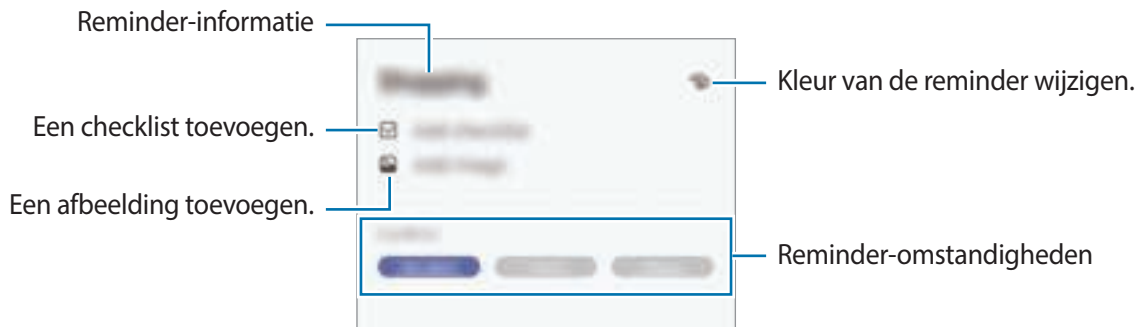 Reminder-informatie
Kleur van de reminder wijzigen.
Een checklist toevoegen.
Een afbeelding toevoegen.
Reminder-omstandigheden